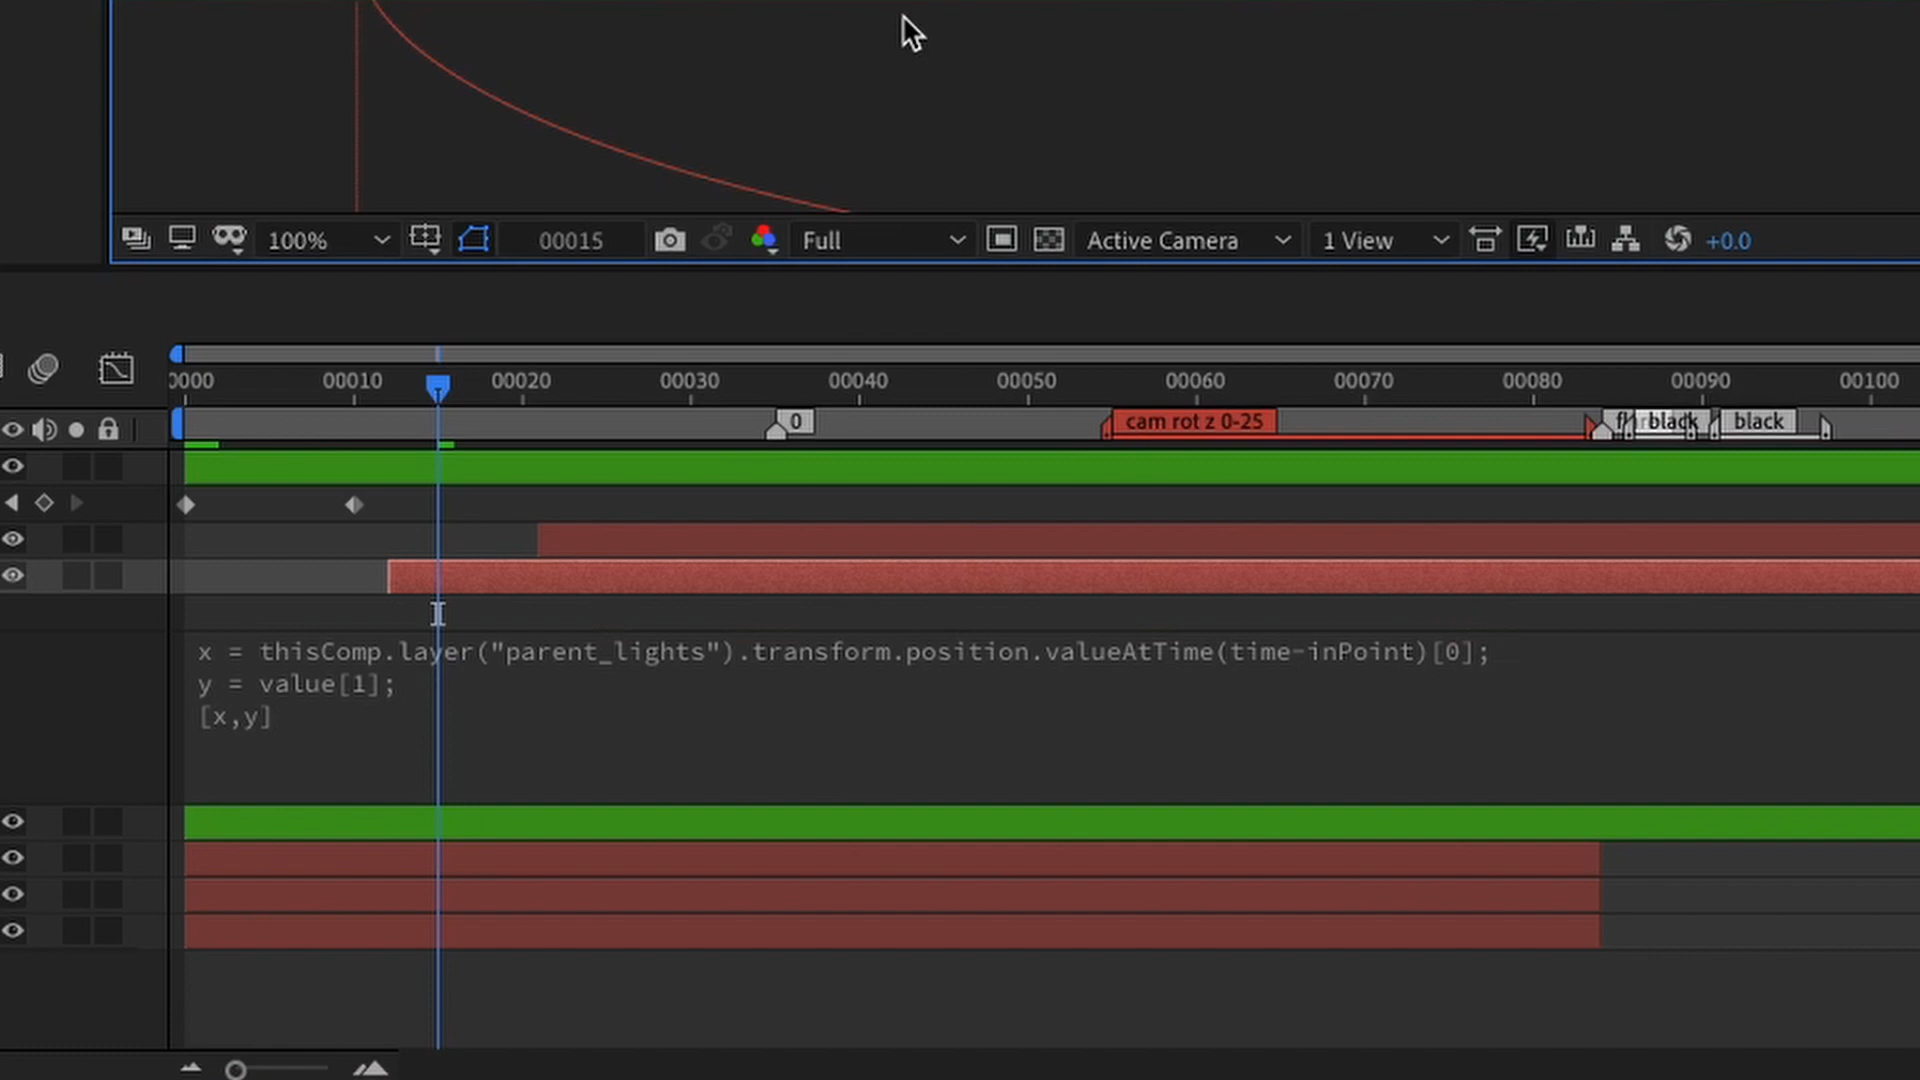 100%
00015
Full
Active Camera
1 View
+0.0
0000 00010 00020 00030 00040 00050 00060 00070 00080 00090 00100
0 cam rot z 0-25 black black
x = thisComp.layer("parent_lights").transform.position.valueAtTime(time-inPoint)[0];
y = value[1];
[x,y]